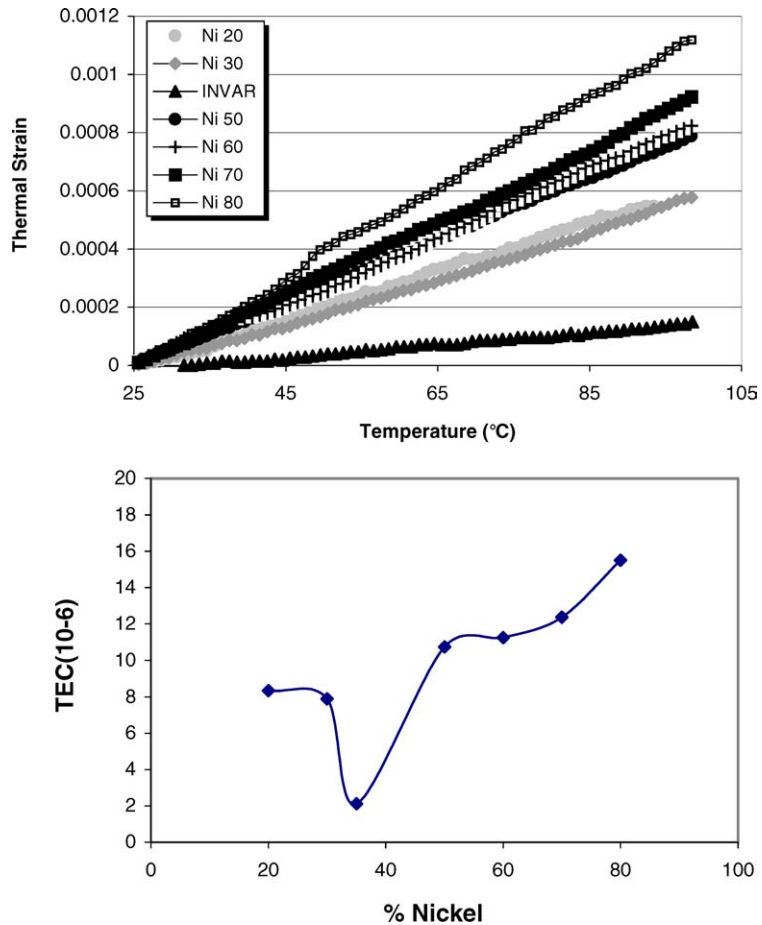 0.0012
0.001
0.0008
0.0006
0.0004
0.0002
0
Thermal Strain
Ni 20
Ni 30
INVAR
Ni 50
Ni 60
Ni 70
Ni 80
25 45 65 85 105
Temperature (°C)
20
18
16
14
12
10
8
6
4
2
0
TEC(10-6)
0 20 40 60 80 100
% Nickel